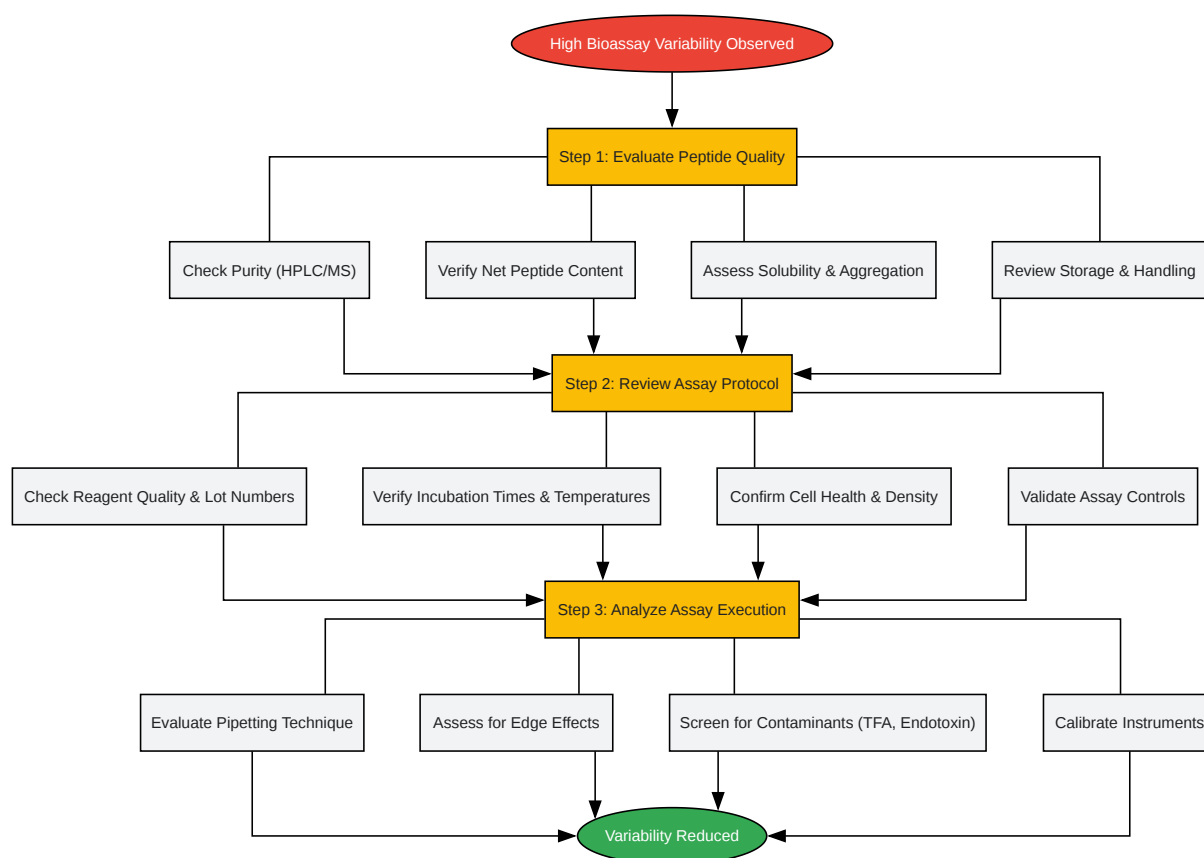 High Bioassay Variability Observed
Step 1: Evaluate Peptide Quality
Check Purity (HPLC/MS)
Verify Net Peptide Content
Assess Solubility & Aggregation
Review Storage & Handling
Step 2: Review Assay Protocol
Check Reagent Quality & Lot Numbers
Verify Incubation Times & Temperatures
Confirm Cell Health & Density
Validate Assay Controls
Step 3: Analyze Assay Execution
Evaluate Pipetting Technique
Assess for Edge Effects
Screen for Contaminants (TFA, Endotoxin)
Calibrate Instruments
Variability Reduced